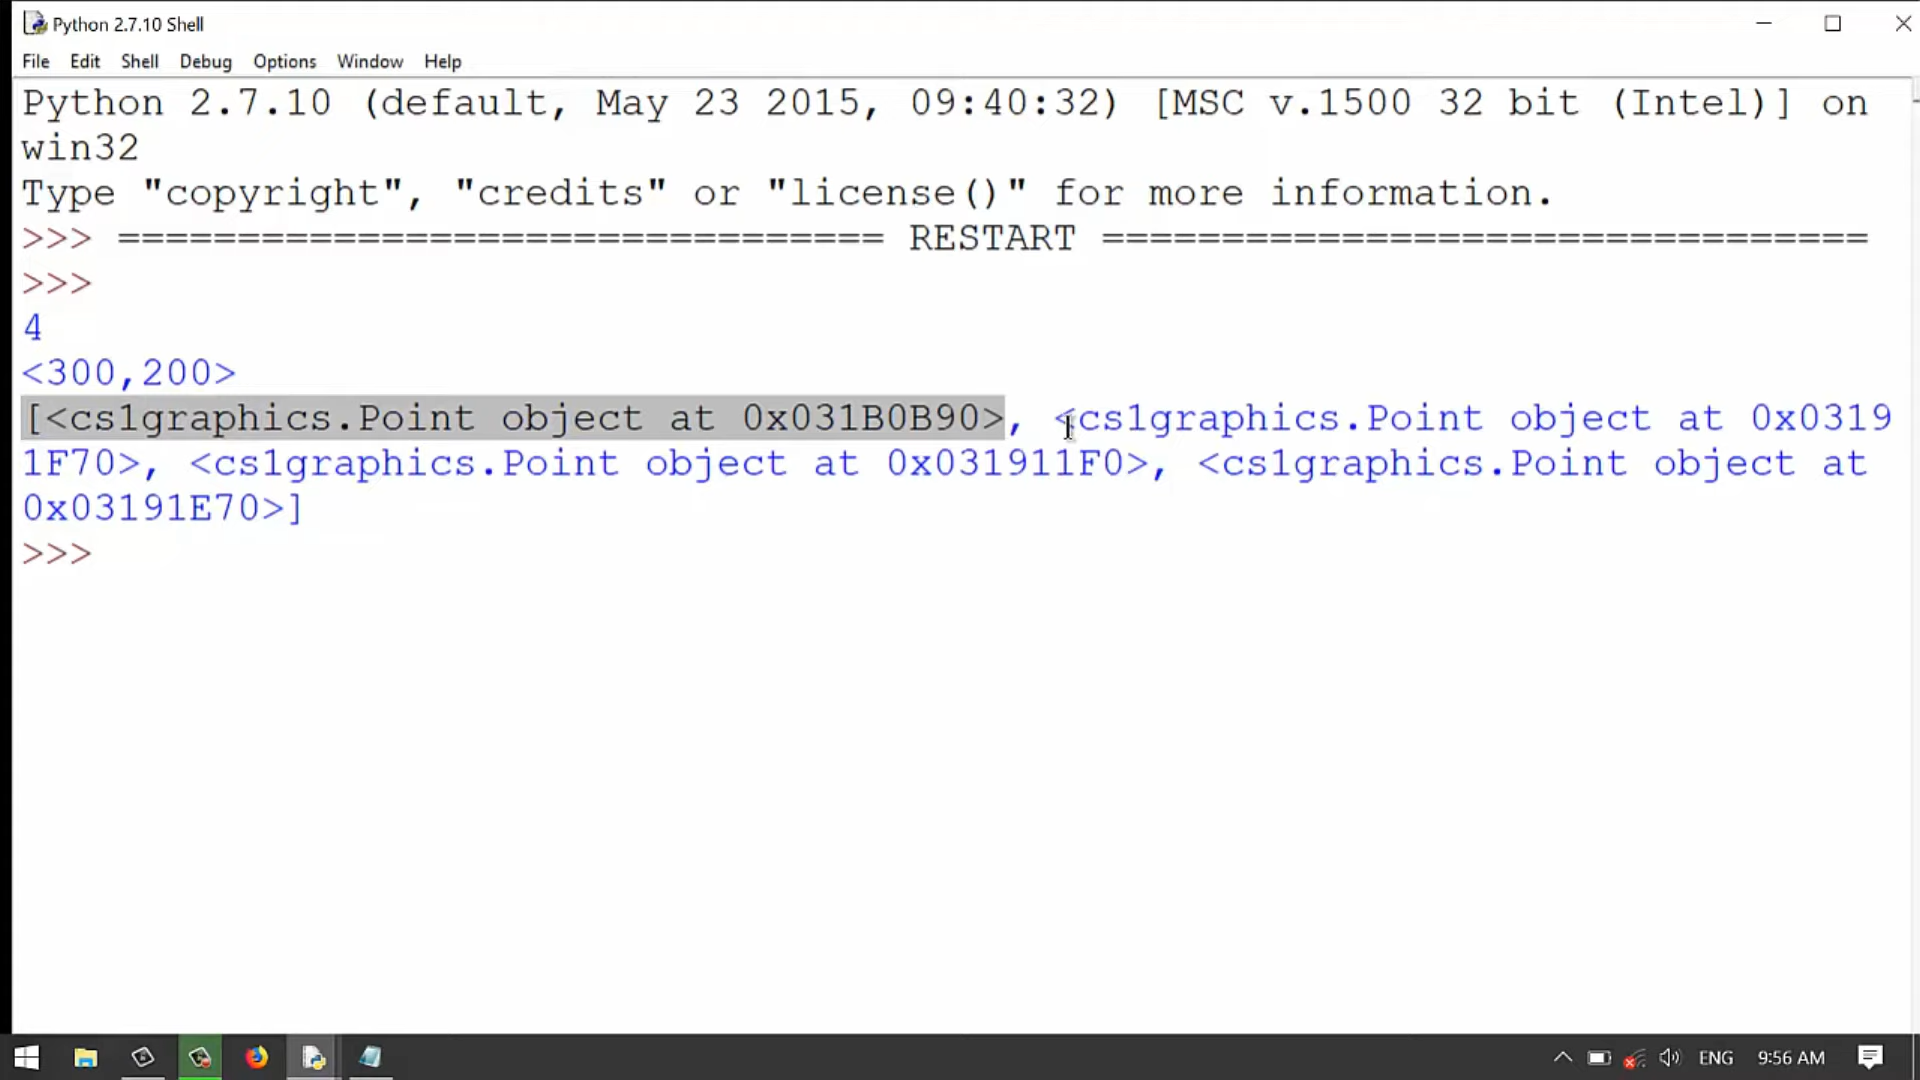 Python 2.7.10 Shell
File Edit Shell Debug Options Window Help
Python 2.7.10 (default, May 23 2015, 09:40:32) [MSC v.1500 32 bit (Intel)] on
win32
Type "copyright", "credits" or "license()" for more information.
>>> ================================ RESTART ================================
>>>
4
<300,200>
[<cs1graphics.Point object at 0x031B0B90>, <cs1graphics.Point object at 0x0319
1F70>, <cs1graphics.Point object at 0x031911F0>, <cs1graphics.Point object at
0x03191E70>]
>>>
ENG 9:56 AM